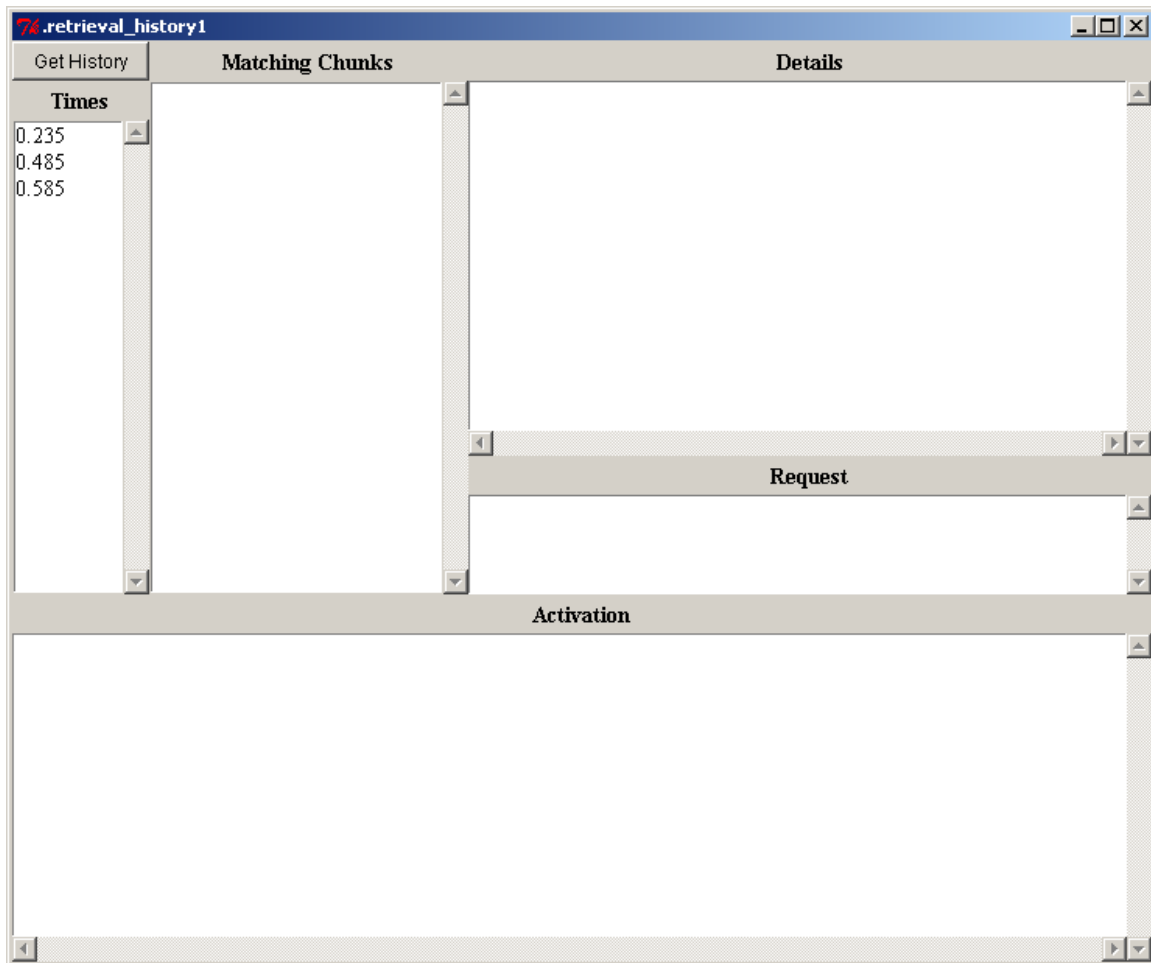 .retrieval_history1
Get History
Matching Chunks
Details
Times
0.235
0.485
0.585
Request
Activation